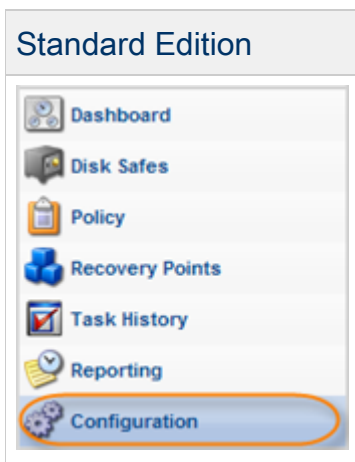 Standard Edition
Dashboard
Disk Safes
Policy
Recovery Points
Task History
Reporting
Configuration